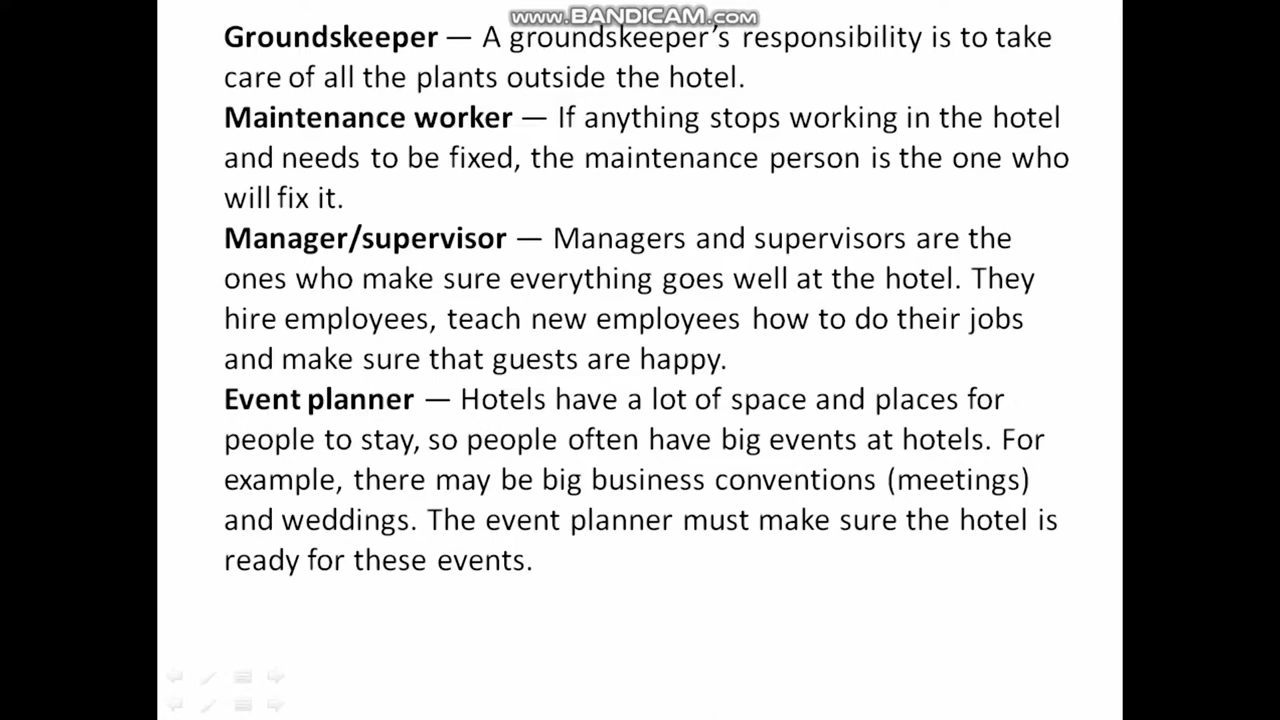 www.BANDICAM.com
Groundskeeper — A groundskeeper’s responsibility is to take
care of all the plants outside the hotel.
Maintenance worker — If anything stops working in the hotel
and needs to be fixed, the maintenance person is the one who
will fix it.
Manager/supervisor — Managers and supervisors are the
ones who make sure everything goes well at the hotel. They
hire employees, teach new employees how to do their jobs
and make sure that guests are happy.
Event planner — Hotels have a lot of space and places for
people to stay, so people often have big events at hotels. For
example, there may be big business conventions (meetings)
and weddings. The event planner must make sure the hotel is
ready for these events.